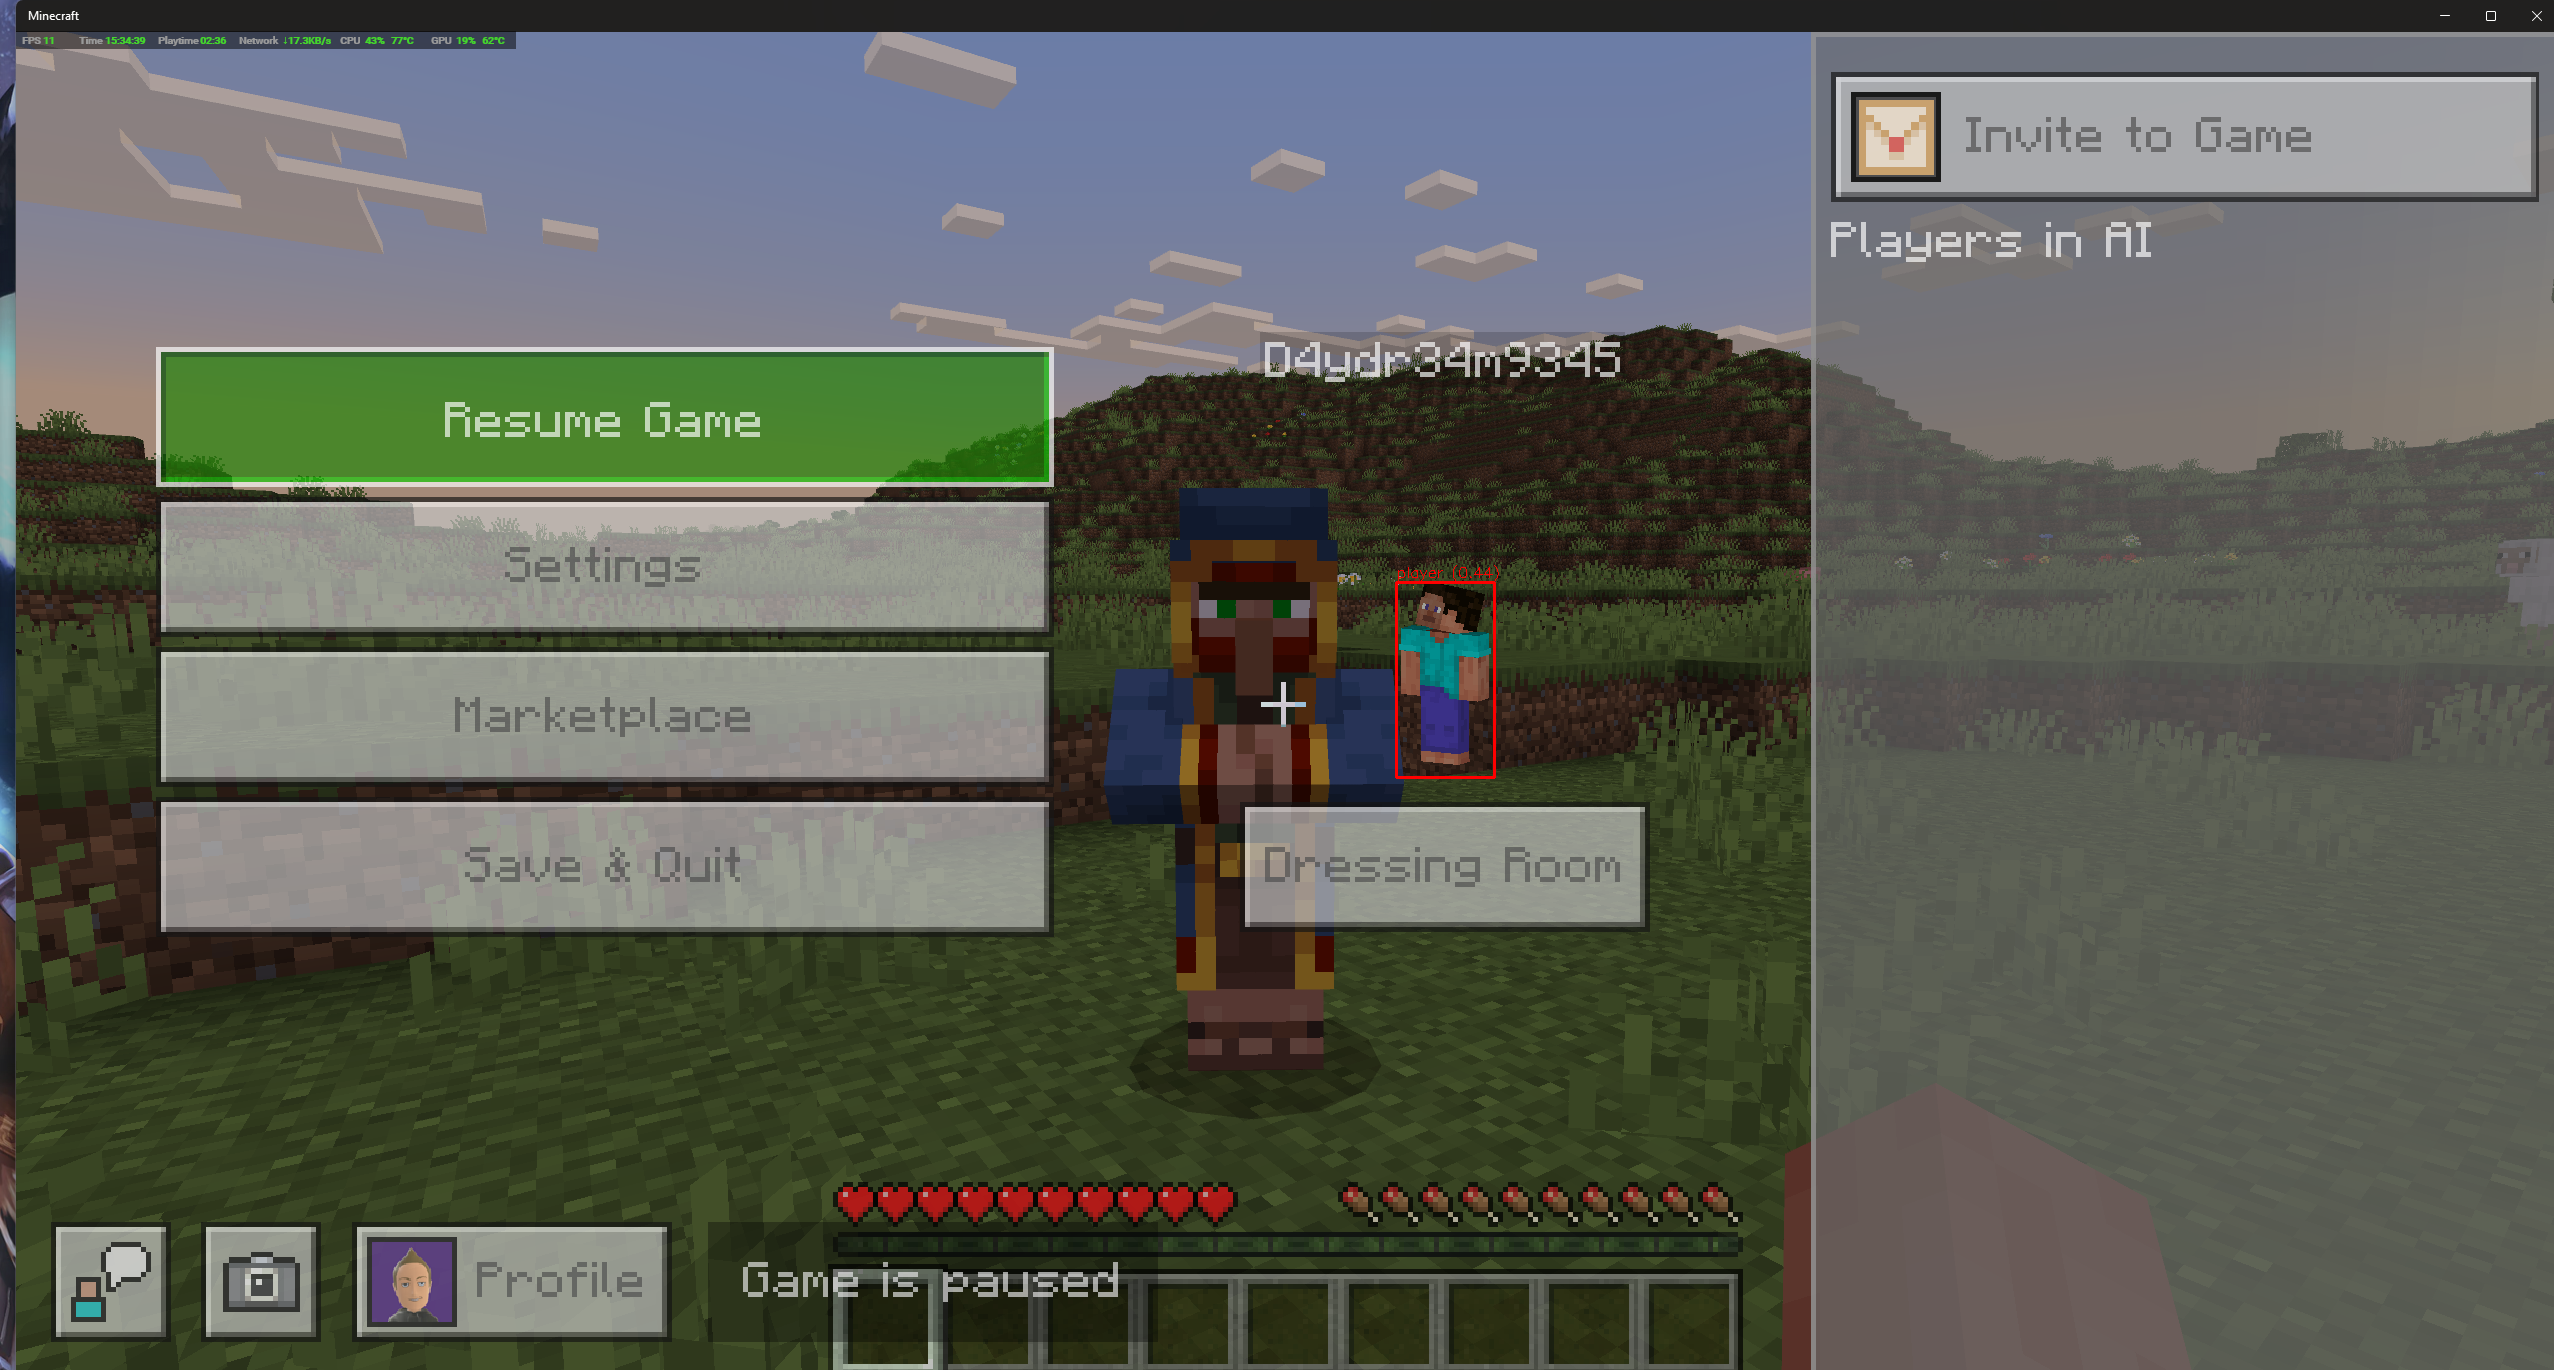 Minecraft
FPS 11 Time 15:34:39 Playtime 02:36 Network ↓17.3KB/s CPU 43% 77°C GPU 19% 62°C
Invite to Game
Players in AI
D4ydr34m9345
Resume Game
Settings
player
Marketplace
Save & Quit
Dressing Room
Profile
Game is paused